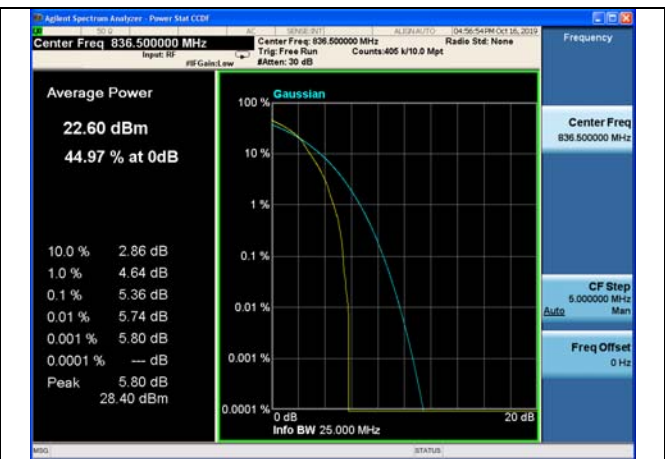 Agilent Spectrum Analyzer - Power Stat CCDF
50 Ω AC SENSE:INT ALIGN AUTO 04:56:54 PM Oct 16, 2019
Center Freq 836.500000 MHz
Input: RF
#IFGain:Low
Center Freq: 836.500000 MHz
Radio Std: None
Trig: Free Run Counts:405 k/10.0 Mpt
#Atten: 30 dB
Frequency
Average Power
22.60 dBm
44.97 % at 0dB
10.0 % 2.86 dB
1.0 % 4.64 dB
0.1 % 5.36 dB
0.01 % 5.74 dB
0.001 % 5.80 dB
0.0001 % --- dB
Peak 5.80 dB
28.40 dBm
Gaussian
100 %
10 %
1 %
0.1 %
0.01 %
0.001 %
0.0001 %
0 dB 20 dB
Info BW 25.000 MHz
Center Freq
836.500000 MHz
CF Step
5.000000 MHz
Auto Man
Freq Offset
0 Hz
MSG STATUS